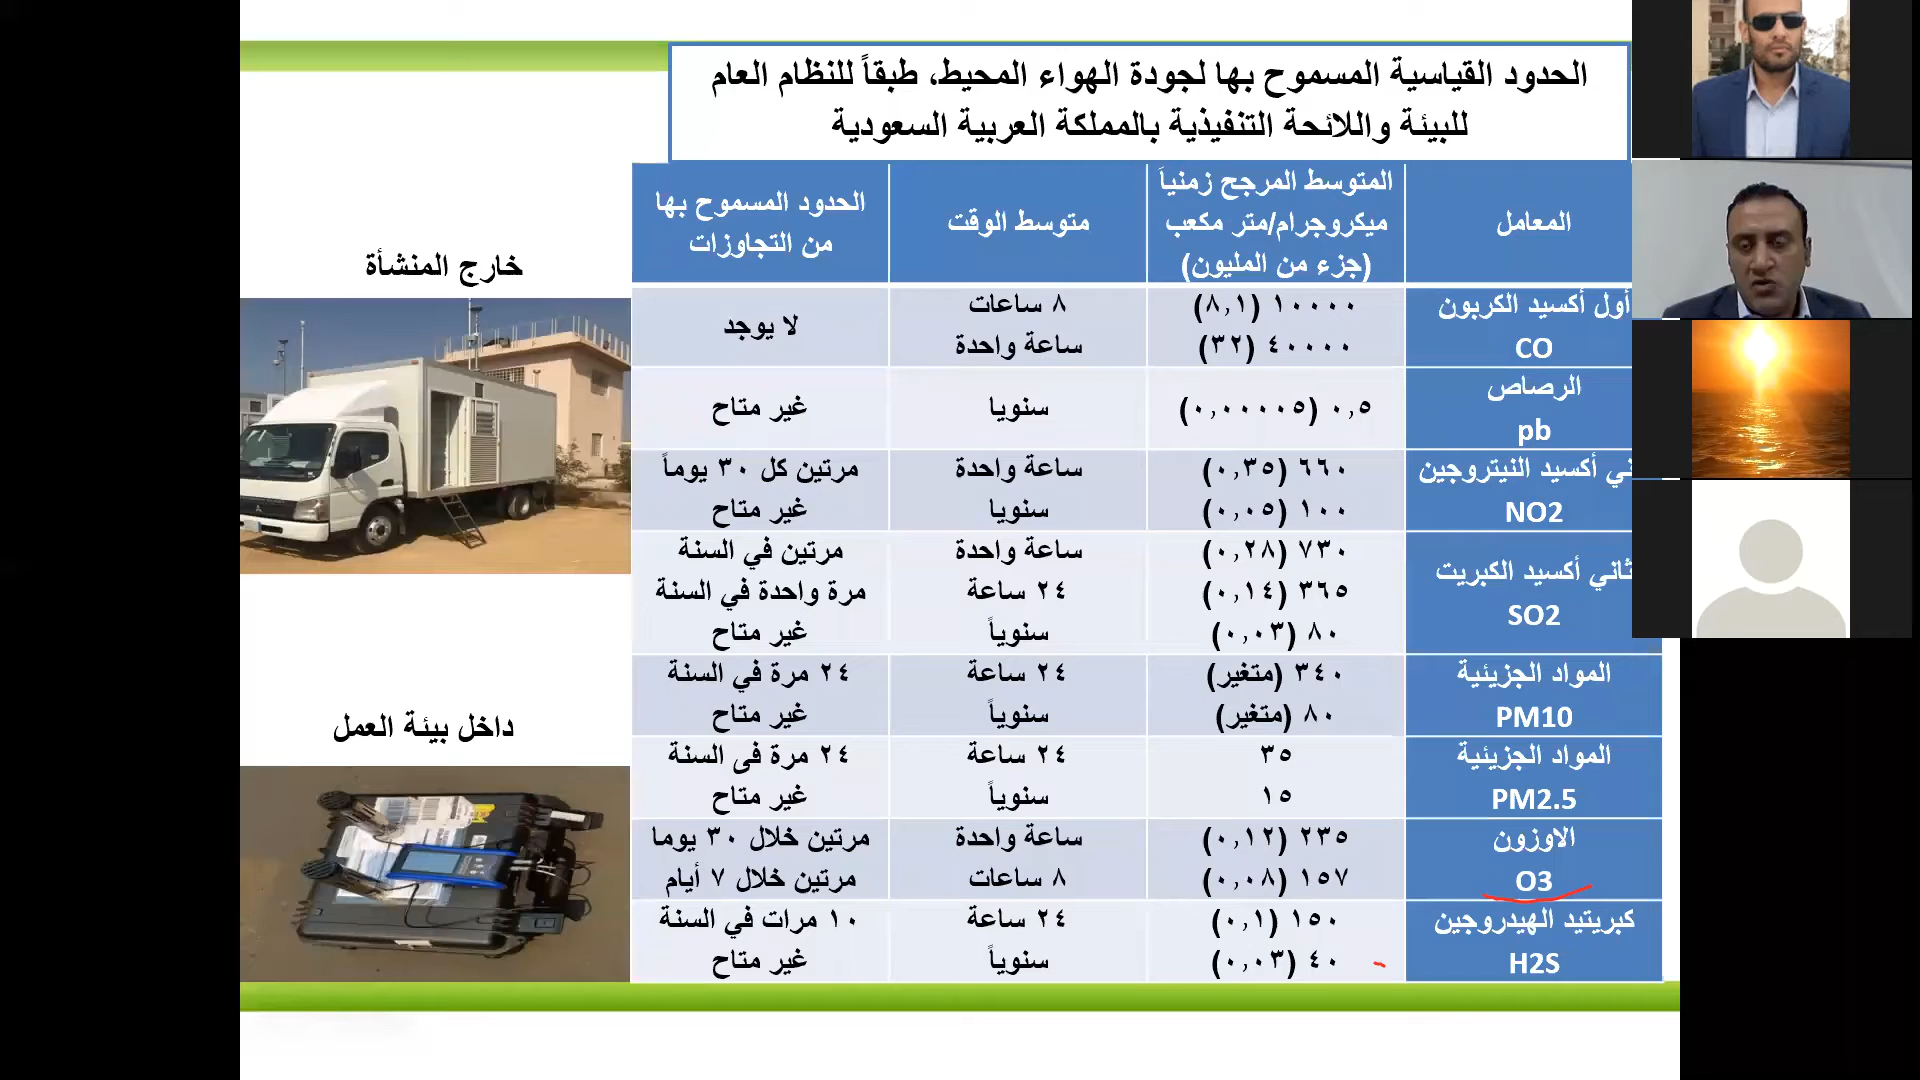 الحدود القياسية المسموح بها لجودة الهواء المحيط، طبقاً للنظام العام
للبيئة واللائحة التنفيذية بالمملكة العربية السعودية
المعامل
المتوسط المرجح زمنياً
ميكروجرام/متر مكعب
(جزء من المليون)
متوسط الوقت
الحدود المسموح بها
من التجاوزات
أول أكسيد الكربون
CO
١٠٠٠٠ (٨,١)
٤٠٠٠٠ (٣٢)
٨ ساعات
ساعة واحدة
لا يوجد
الرصاص
pb
٠,٥ (٠,٠٠٠٠٥)
سنويا
غير متاح
ني أكسيد النيتروجين
NO2
٦٦٠ (٠,٣٥)
١٠٠ (٠,٠٥)
ساعة واحدة
سنويا
مرتين كل ٣٠ يوماً
غير متاح
ثاني أكسيد الكبريت
SO2
٧٣٠ (٠,٢٨)
٣٦٥ (٠,١٤)
٨٠ (٠,٠٣)
ساعة واحدة
٢٤ ساعة
سنوياً
مرتين في السنة
مرة واحدة في السنة
غير متاح
المواد الجزيئية
PM10
٣٤٠ (متغير)
٨٠ (متغير)
٢٤ ساعة
سنوياً
٢٤ مرة في السنة
غير متاح
المواد الجزيئية
PM2.5
٣٥
١٥
٢٤ ساعة
سنوياً
٢٤ مرة فى السنة
غير متاح
الاوزون
O3
٢٣٥ (٠,١٢)
١٥٧ (٠,٠٨)
ساعة واحدة
٨ ساعات
مرتين خلال ٣٠ يوما
مرتين خلال ٧ أيام
كبريتيد الهيدروجين
H2S
١٥٠ (٠,١)
٤٠ (٠,٠٣)
٢٤ ساعة
سنوياً
١٠ مرات في السنة
غير متاح
خارج المنشأة
داخل بيئة العمل